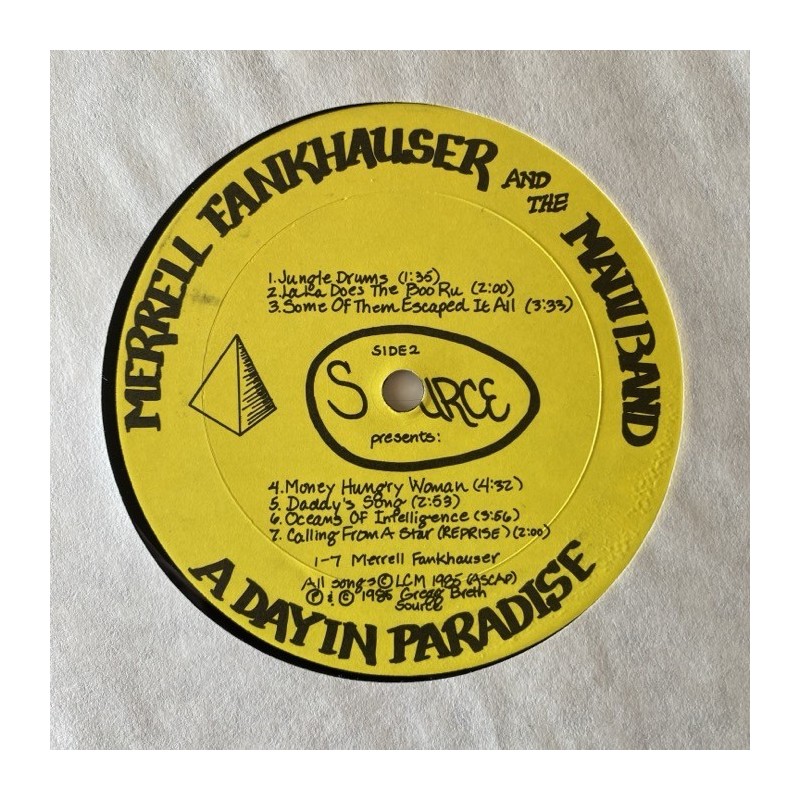 MERRELL FANKHAUSER AND THE MAUI BAND
1. Jungle Drums (1:35)
2. LaLa Does The Boo Ru (2:00)
3. Some Of Them Escaped It All (3:33)
SIDE 2
SOURCE
presents:
4. Money Hungry Woman (4:32)
5. Daddy's Song (2:53)
6. Oceans Of Intelligence (3:56)
7. Calling From A Star (REPRISE) (2:00)
1-7 Merrell Fankhauser
All songs © LCM 1985 (ASCAP)
℗ & © 1985 Gregg Breth
Source
A DAY IN PARADISE